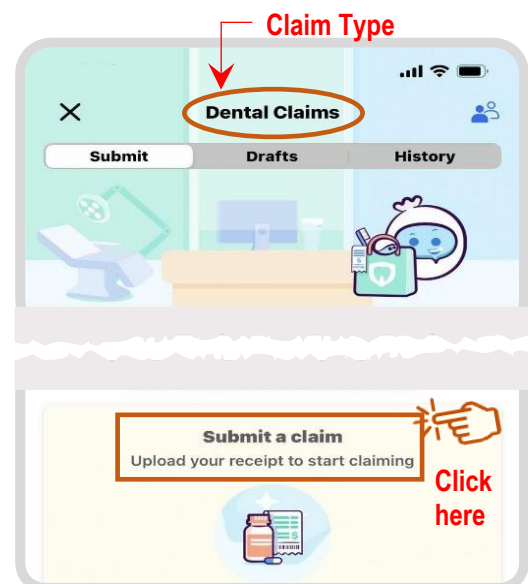 Claim Type
Dental Claims
Submit Drafts History
Submit a claim
Upload your receipt to start claiming
Click
here